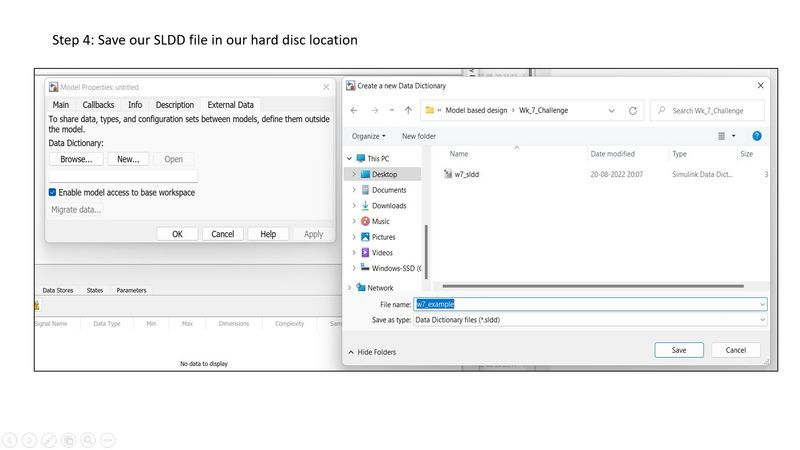 Step 4: Save our SLDD file in our hard disc location
Model Properties: untitled
Main Callbacks Info Description External Data
To share data, types, and configuration sets between models, define them outside
the model.
Data Dictionary:
Browse... New... Open
Enable model access to base workspace
Migrate data...
OK Cancel Help Apply
Data Stores States Parameters
Signal Name Data Type Min Max Dimensions Complexity Sam
No data to display
Create a new Data Dictionary
« Model based design > Wk_7_Challenge
Search Wk_7_Challenge
Organize New folder
This PC
Desktop
Documents
Downloads
Music
Pictures
Videos
Windows-SSD (C
Network
Name Date modified Type Size
w7_sldd 20-08-2022 20:07 Simulink Data Dict... 3
File name: w7_example
Save as type: Data Dictionary files (*.sldd)
Hide Folders
Save Cancel